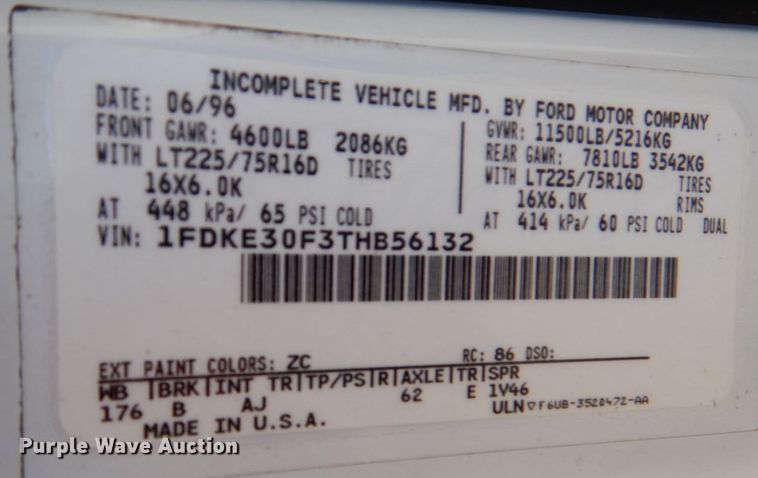 INCOMPLETE VEHICLE MFD. BY FORD MOTOR COMPANY
DATE: 06/96
GVWR: 11500LB/5216KG
FRONT GAWR: 4600LB 2086KG
REAR GAWR: 7810LB 3542KG
WITH LT225/75R16D TIRES
WITH LT225/75R16D TIRES
16X6.0K
16X6.0K RIMS
AT 448 kPa/ 65 PSI COLD
AT 414 kPa/ 60 PSI COLD DUAL
VIN: 1FDKE30F3THB56132
EXT PAINT COLORS: ZC RC: 86 DSO:
WB |BRK|INT TR|TP/PS|R|AXLE|TR|SPR
176 B AJ 62 E 1V46
MADE IN U.S.A. ULN F6UB-3520472-AA
Purple Wave Auction